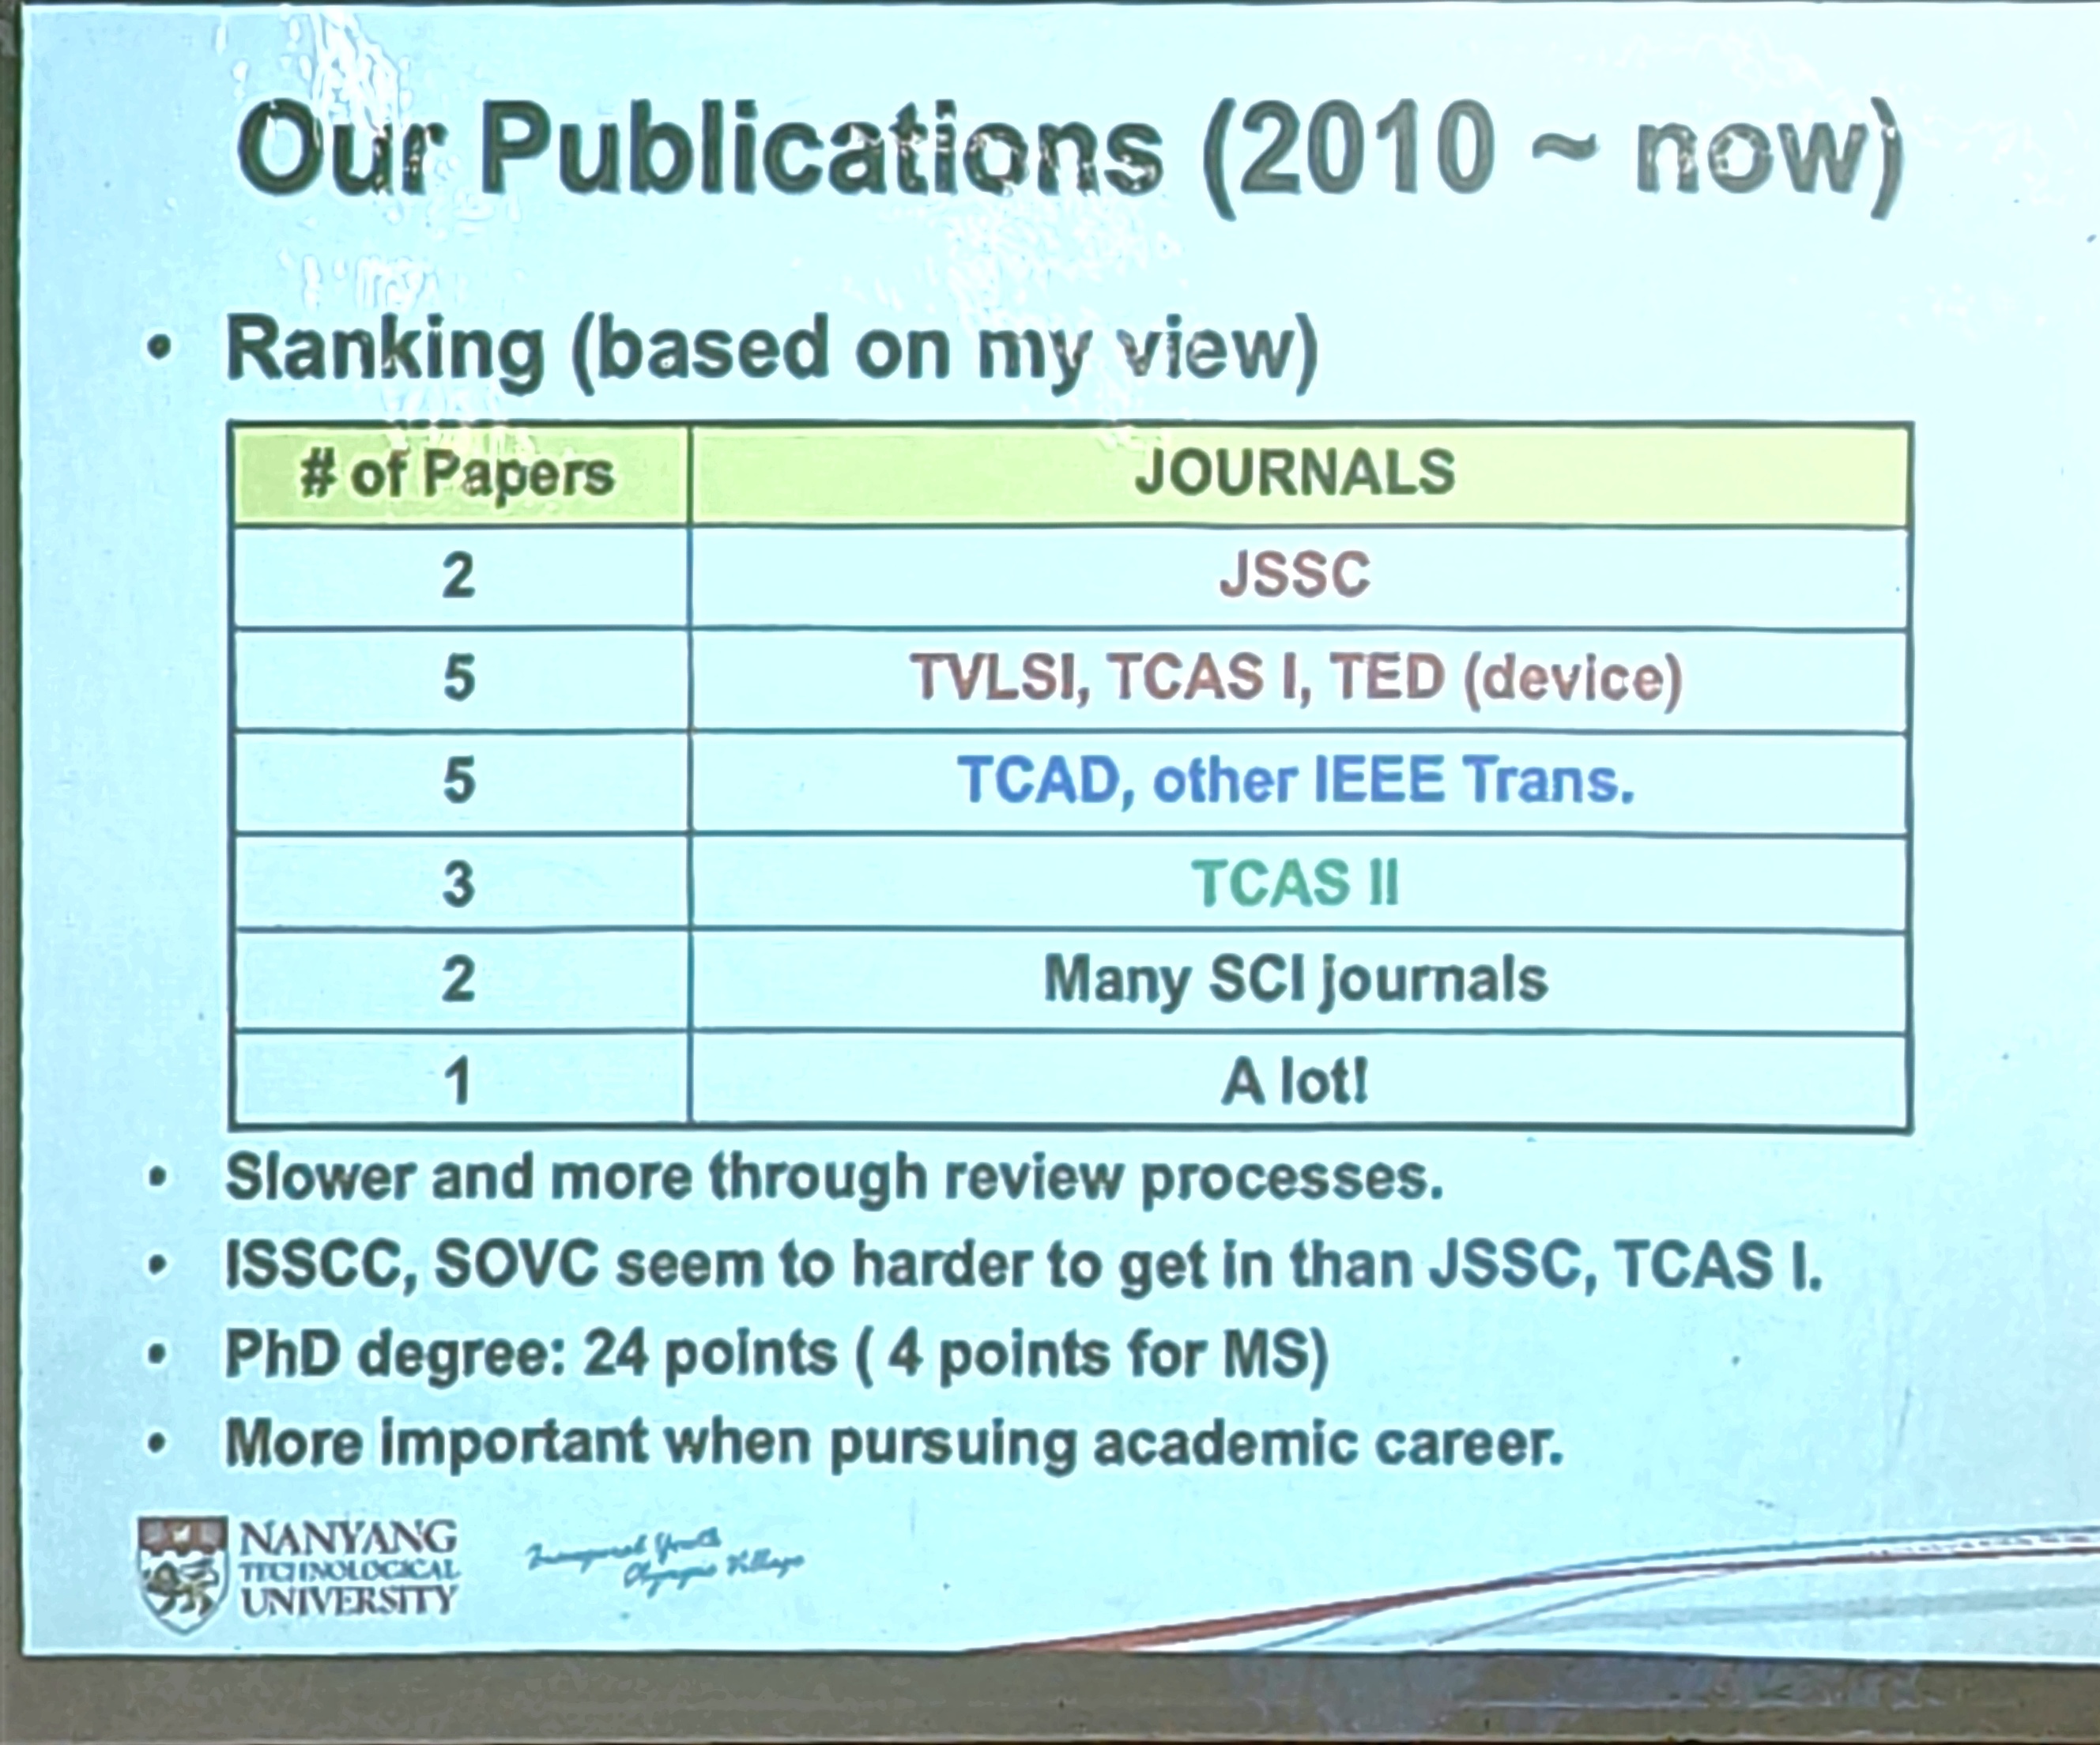 Our Publications (2010 ~ now)
• Ranking (based on my view)
# of Papers JOURNALS
2 JSSC
5 TVLSI, TCAS I, TED (device)
5 TCAD, other IEEE Trans.
3 TCAS II
2 Many SCI journals
1 A lot!
• Slower and more through review processes.
• ISSCC, SOVC seem to harder to get in than JSSC, TCAS I.
• PhD degree: 24 points ( 4 points for MS)
• More important when pursuing academic career.
NANYANG
TECHNOLOGICAL
UNIVERSITY
Inaugural Youth
Olympic Village